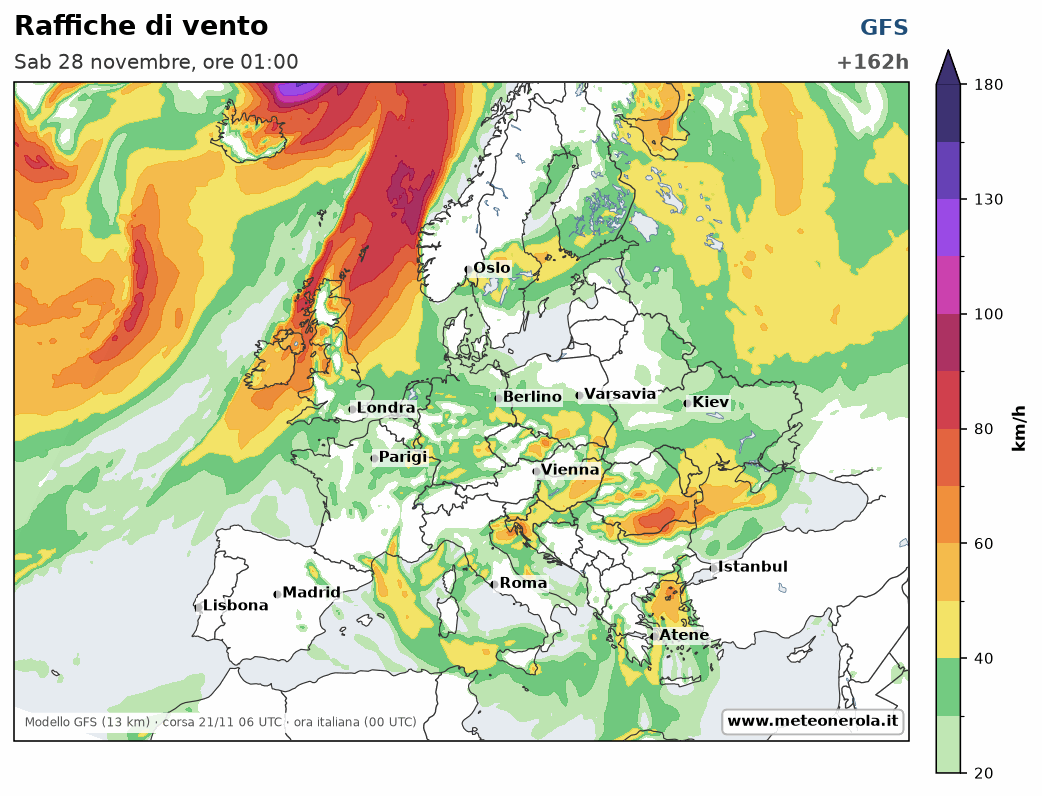 Raffiche di vento
GFS
Sab 28 novembre, ore 01:00
+162h
180
130
100
80
60
40
20
km/h
Oslo
Berlino
Varsavia
Londra
Kiev
Parigi
Vienna
Istanbul
Roma
Madrid
Lisbona
Atene
Modello GFS (13 km) · corsa 21/11 06 UTC · ora italiana (00 UTC)
www.meteonerola.it